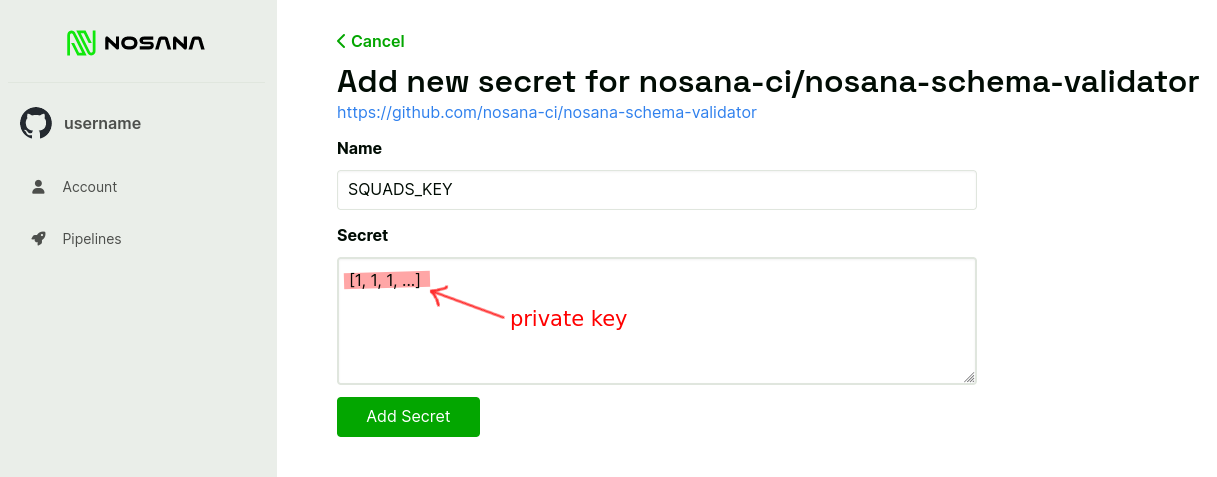 NOSANA
username
Account
Pipelines
Cancel
Add new secret for nosana-ci/nosana-schema-validator
https://github.com/nosana-ci/nosana-schema-validator
Name
SQUADS_KEY
Secret
[1, 1, 1, ...]
private key
Add Secret